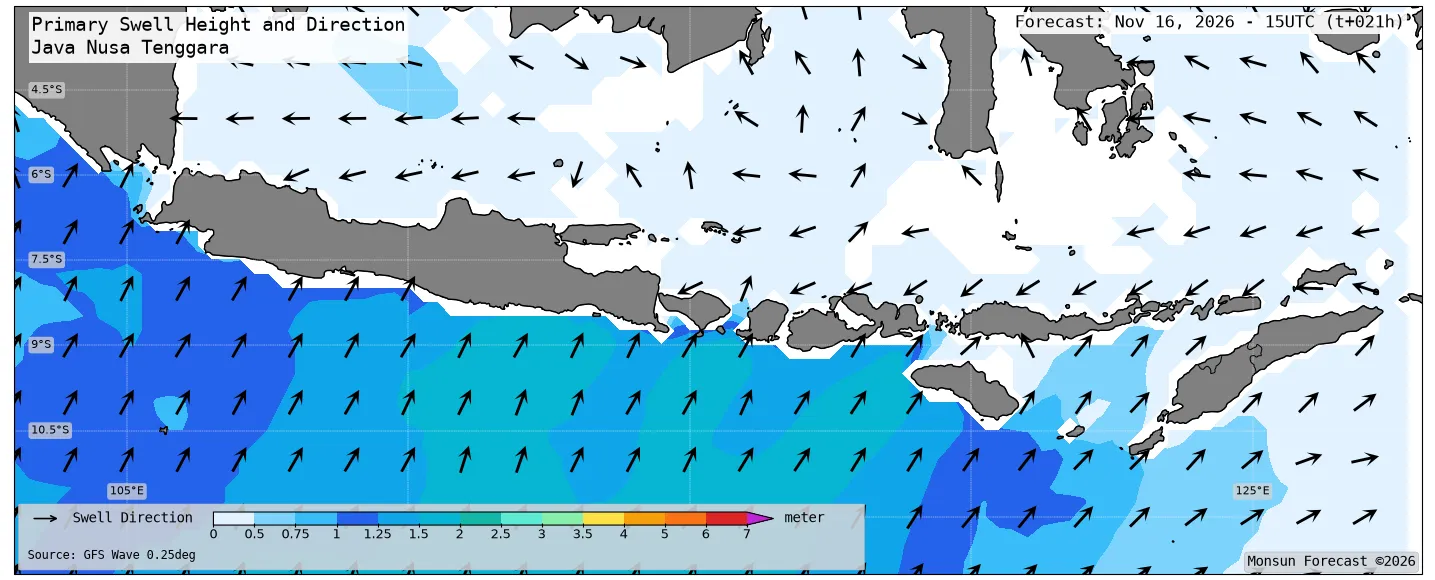 Primary Swell Height and Direction
Java Nusa Tenggara
Forecast: Nov 16, 2026 - 15UTC (t+021h)
4.5°S
6°S
7.5°S
9°S
10.5°S
105°E
125°E
Swell Direction
0 0.5 0.75 1 1.25 1.5 2 2.5 3 3.5 4 5 6 7
meter
Source: GFS Wave 0.25deg
Monsun Forecast ©2026